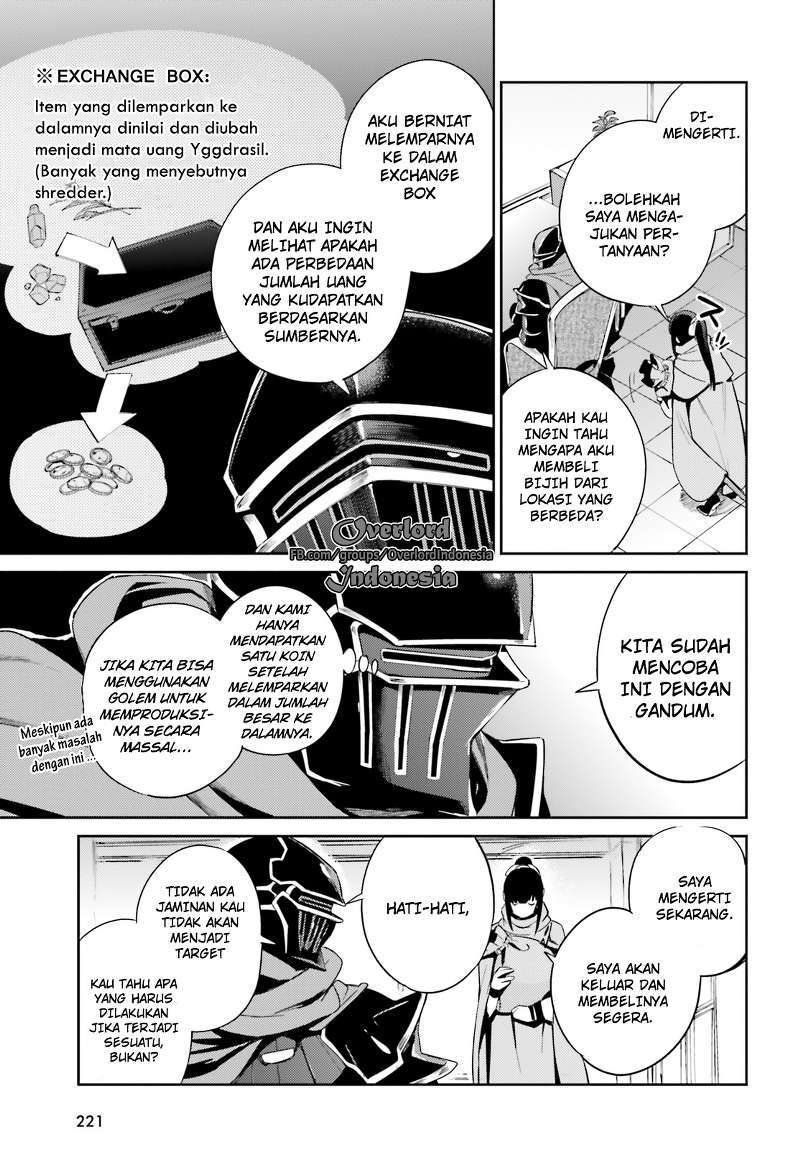 DI-
MENGERTI.
...BOLEHKAH
SAYA MENGA-
JUKAN PER-
TANYAAN?
APAKAH KAU
INGIN TAHU
MENGAPA AKU
MEMBELI
BIJIH DARI
LOKASI YANG
BERBEDA?
AKU BERNIAT
MELEMPARNYA
KE DALAM
EXCHANGE
BOX
DAN AKU INGIN
MELIHAT APAKAH
ADA PERBEDAAN
JUMLAH UANG
YANG KUDAPATKAN
BERDASARKAN
SUMBERNYA.
※EXCHANGE BOX:
Item yang dilemparkan ke
dalamnya dinilai dan diubah
menjadi mata uang Yggdrasil.
(Banyak yang menyebutnya
shredder.)
Overlord
FB.com/groups/OverlordIndonesia
Indonesia
KITA SUDAH
MENCOBA
INI DENGAN
GANDUM.
DAN KAMI
HANYA
MENDAPATKAN
SATU KOIN
SETELAH
MELEMPARKAN
DALAM JUMLAH
BESAR KE
DALAMNYA.
JIKA KITA BISA
MENGGUNAKAN
GOLEM UNTUK
MEMPRODUKSI-
NYA SECARA
MASSAL...
Meskipun ada
banyak masalah
dengan ini ...
SAYA
MENGERTI
SEKARANG.
SAYA AKAN
KELUAR DAN
MEMBELINYA
SEGERA.
HATI-HATI,
TIDAK ADA
JAMINAN KAU
TIDAK AKAN
MENJADI
TARGET
KAU TAHU APA
YANG HARUS
DILAKUKAN
JIKA TERJADI
SESUATU,
BUKAN?
221